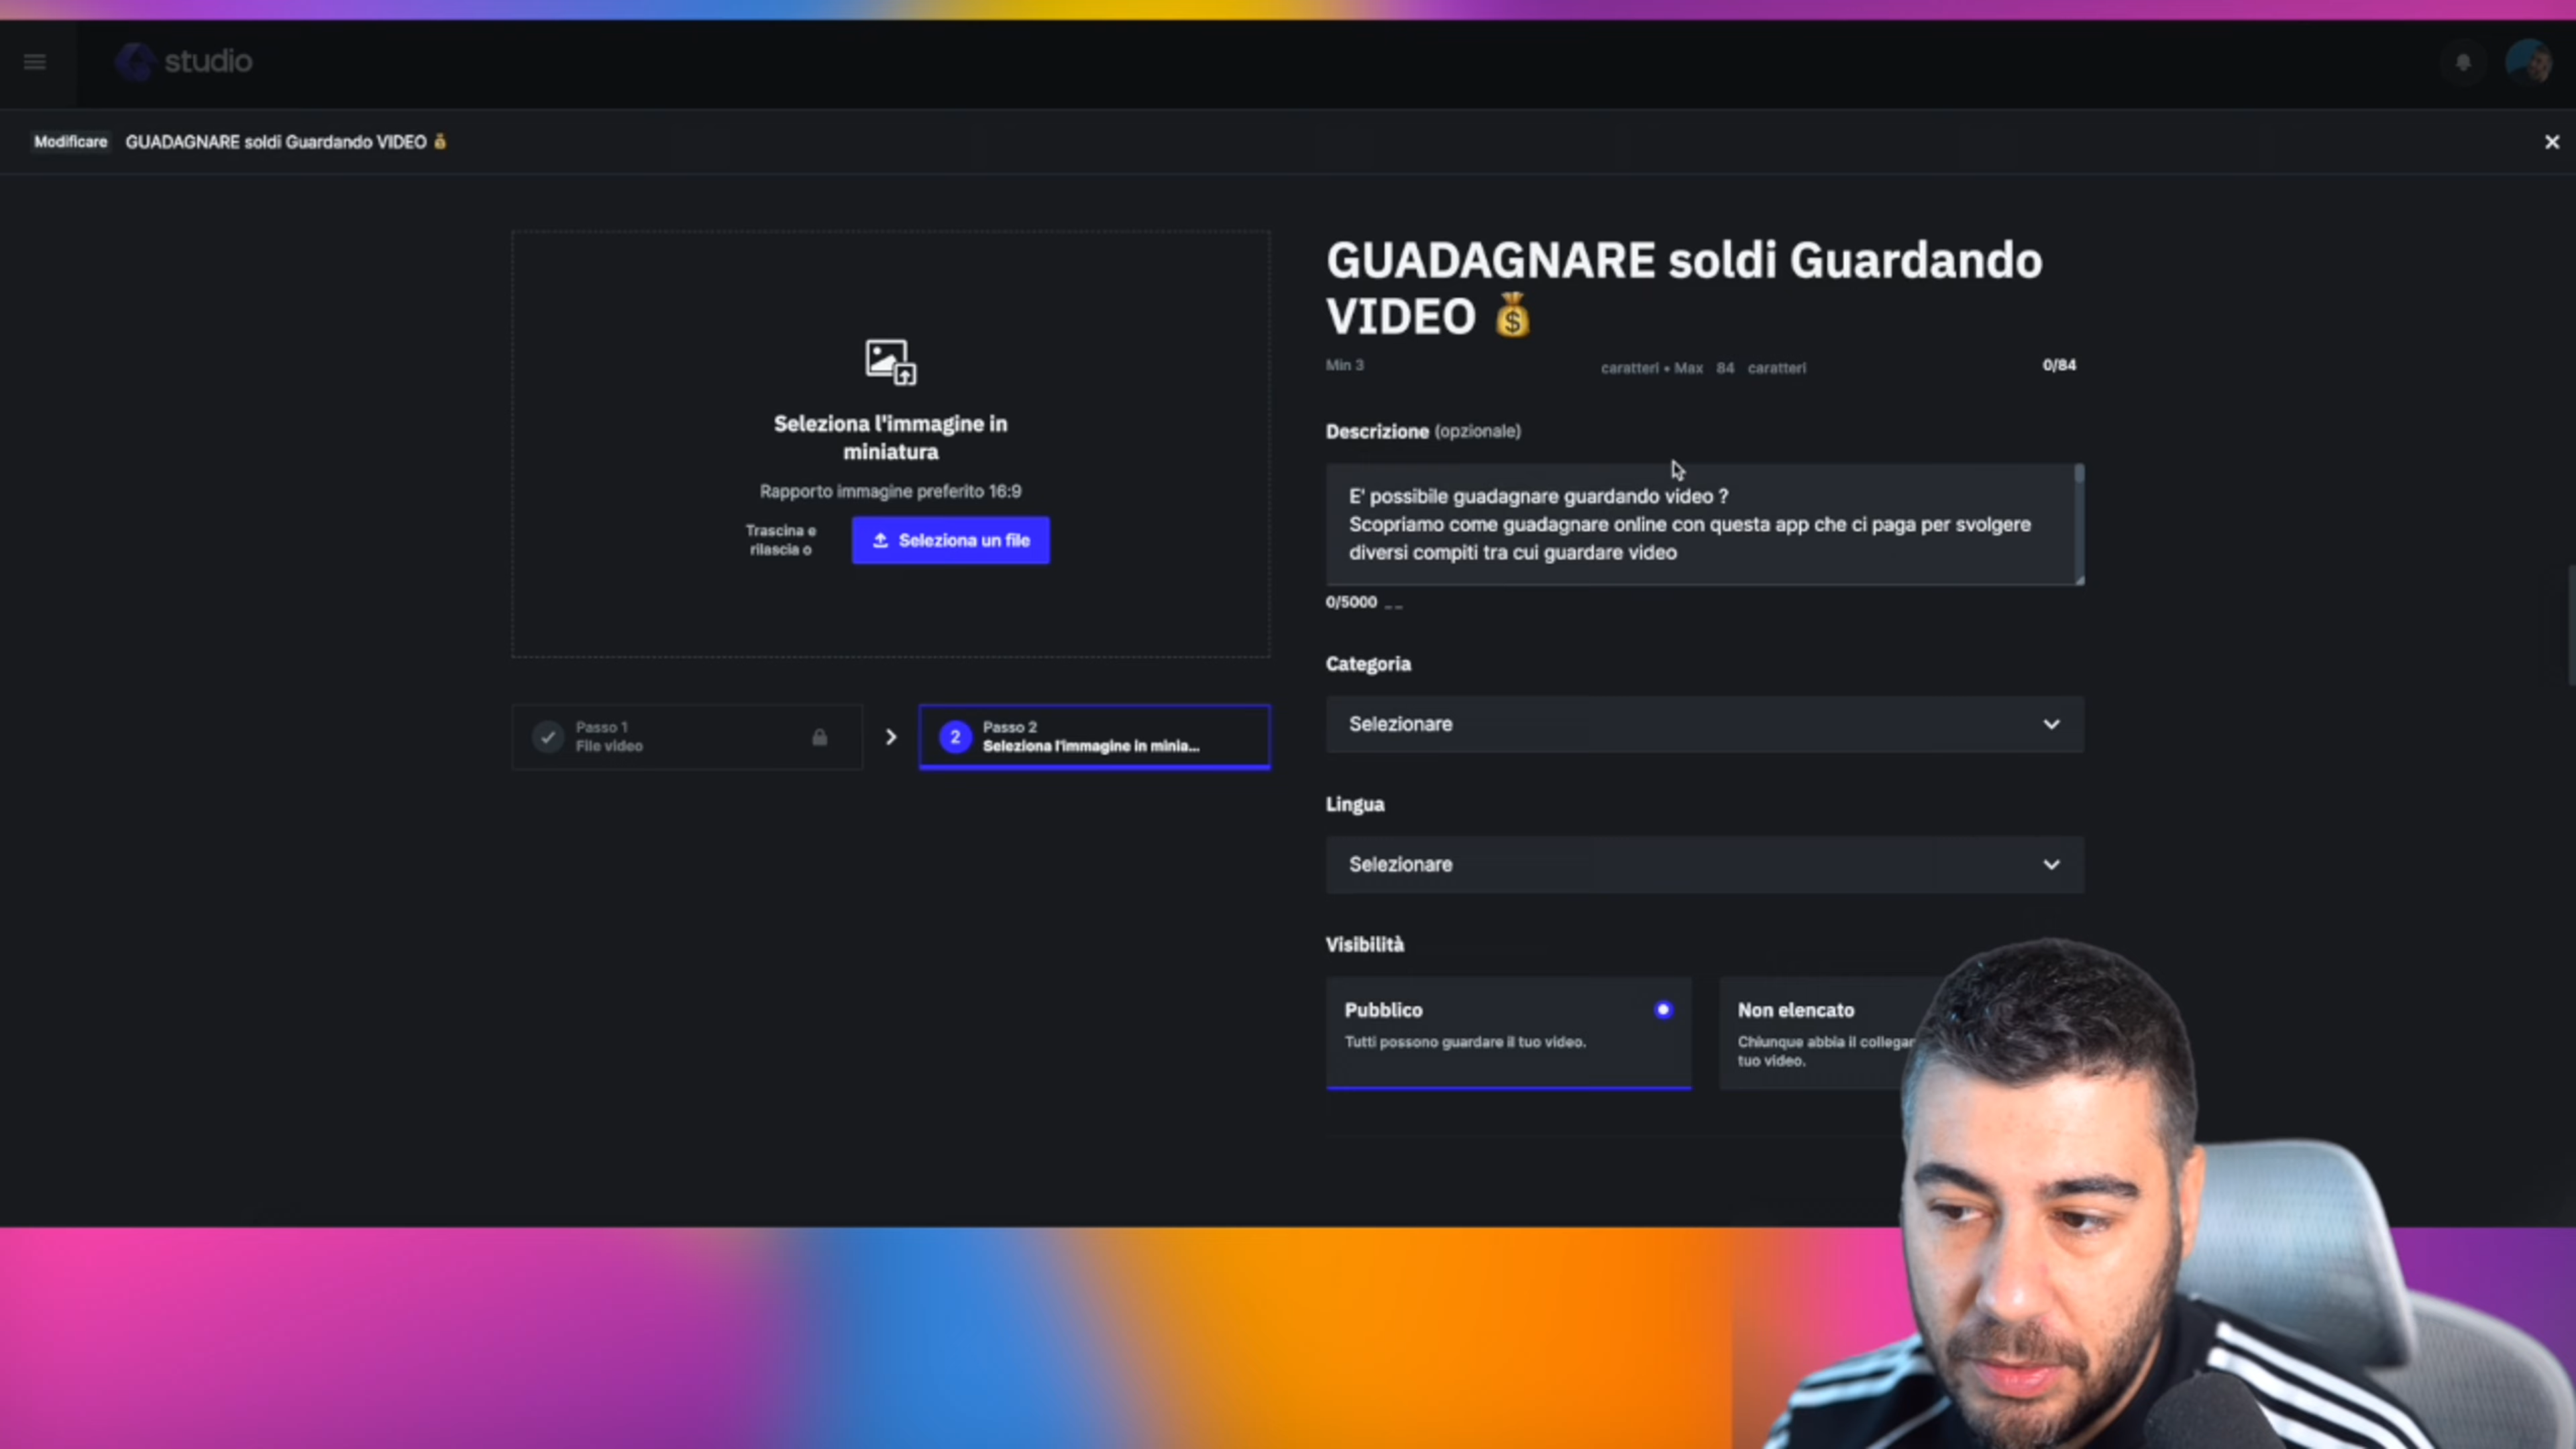 studio
Modificare GUADAGNARE soldi Guardando VIDEO 💰
GUADAGNARE soldi Guardando
VIDEO 💰
Min 3 caratteri • Max 84 caratteri 0/84
Seleziona l'immagine in
miniatura
Rapporto immagine preferito 16:9
Trascina e
rilascia o
Seleziona un file
Passo 1
File video
2
Passo 2
Seleziona l'immagine in minia...
Descrizione (opzionale)
E' possibile guadagnare guardando video ?
Scopriamo come guadagnare online con questa app che ci paga per svolgere
diversi compiti tra cui guardare video
0/5000 _ _
Categoria
Selezionare
Lingua
Selezionare
Visibilità
Pubblico
Tutti possono guardare il tuo video.
Non elencato
Chiunque abbia il collegar
tuo video.